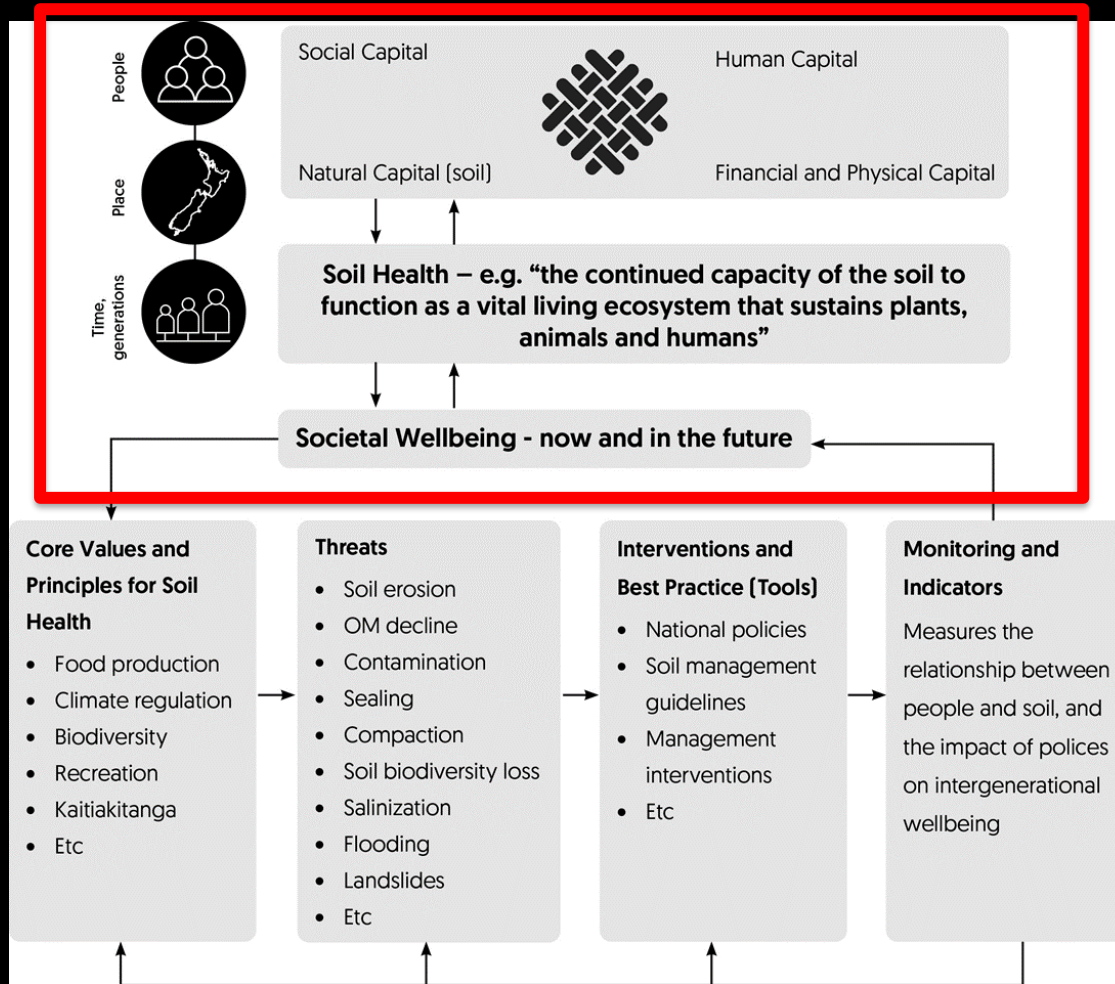 People
Place
Time,
generations
Social Capital
Human Capital
Natural Capital (soil)
Financial and Physical Capital
Soil Health – e.g. “the continued capacity of the soil to
function as a vital living ecosystem that sustains plants,
animals and humans”
Societal Wellbeing - now and in the future
Core Values and
Principles for Soil
Health
• Food production
• Climate regulation
• Biodiversity
• Recreation
• Kaitiakitanga
• Etc
Threats
• Soil erosion
• OM decline
• Contamination
• Sealing
• Compaction
• Soil biodiversity loss
• Salinization
• Flooding
• Landslides
• Etc
Interventions and
Best Practice (Tools)
• National policies
• Soil management
guidelines
• Management
interventions
• Etc
Monitoring and
Indicators
Measures the
relationship between
people and soil, and
the impact of polices
on intergenerational
wellbeing